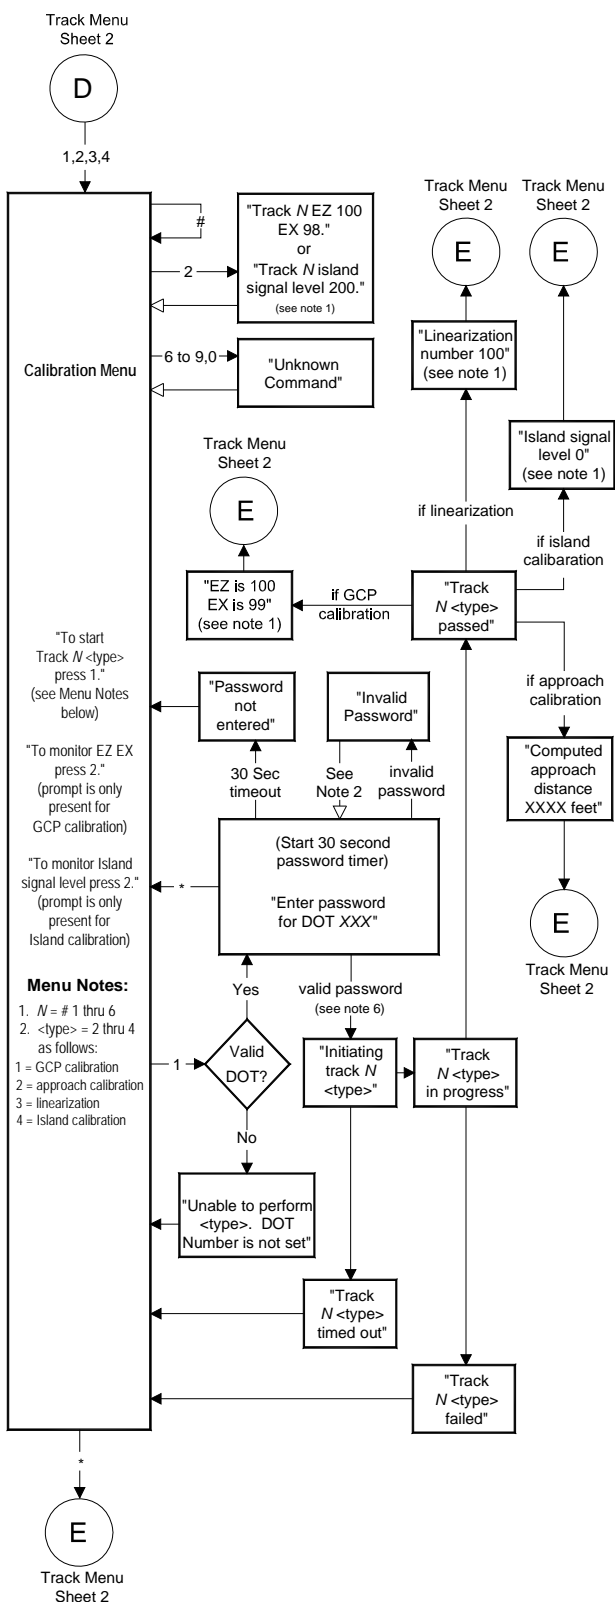 Track Menu
Sheet 2
D
1,2,3,4
#
2
"Track N EZ 100
EX 98."
or
"Track N island
signal level 200."
(see note 1)
6 to 9,0
"Unknown
Command"
Calibration Menu
Track Menu
Sheet 2
E
Track Menu
Sheet 2
E
"Linearization
number 100"
(see note 1)
"Island signal
level 0"
(see note 1)
Track Menu
Sheet 2
E
if linearization
if island
calibaration
"EZ is 100
EX is 99"
(see note 1)
if GCP
calibration
"Track
N <type>
passed"
if approach
calibration
"Computed
approach
distance
XXXX feet"
E
Track Menu
Sheet 2
"To start
Track N <type>
press 1."
(see Menu Notes
below)
"To monitor EZ EX
press 2."
(prompt is only
present for
GCP calibration)
"To monitor Island
signal level press 2."
(prompt is only
present for
Island calibration)
Menu Notes:
1. N = # 1 thru 6
2. <type> = 2 thru 4
as follows:
1 = GCP calibration
2 = approach calibration
3 = linearization
4 = Island calibration
"Password
not
entered"
"Invalid
Password"
30 Sec
timeout
See
Note 2
invalid
password
(Start 30 second
password timer)
"Enter password
for DOT XXX"
*
Yes
valid password
(see note 6)
1
Valid
DOT?
"Initiating
track N
<type>"
"Track
N <type>
in progress"
No
"Unable to perform
<type>. DOT
Number is not set"
"Track
N <type>
timed out"
"Track
N <type>
failed"
*
E
Track Menu
Sheet 2